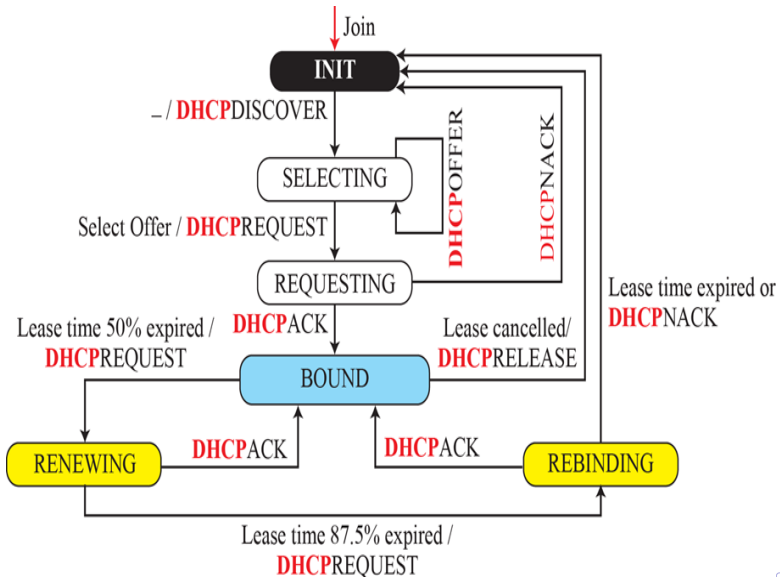 Join
INIT
– / DHCPDISCOVER
SELECTING
DHCPOFFER
DHCPNACK
Select Offer / DHCPREQUEST
REQUESTING
Lease time expired or
DHCPNACK
Lease time 50% expired /
DHCPREQUEST
DHCPACK
Lease cancelled/
DHCPRELEASE
BOUND
RENEWING
DHCPACK
DHCPACK
REBINDING
Lease time 87.5% expired /
DHCPREQUEST